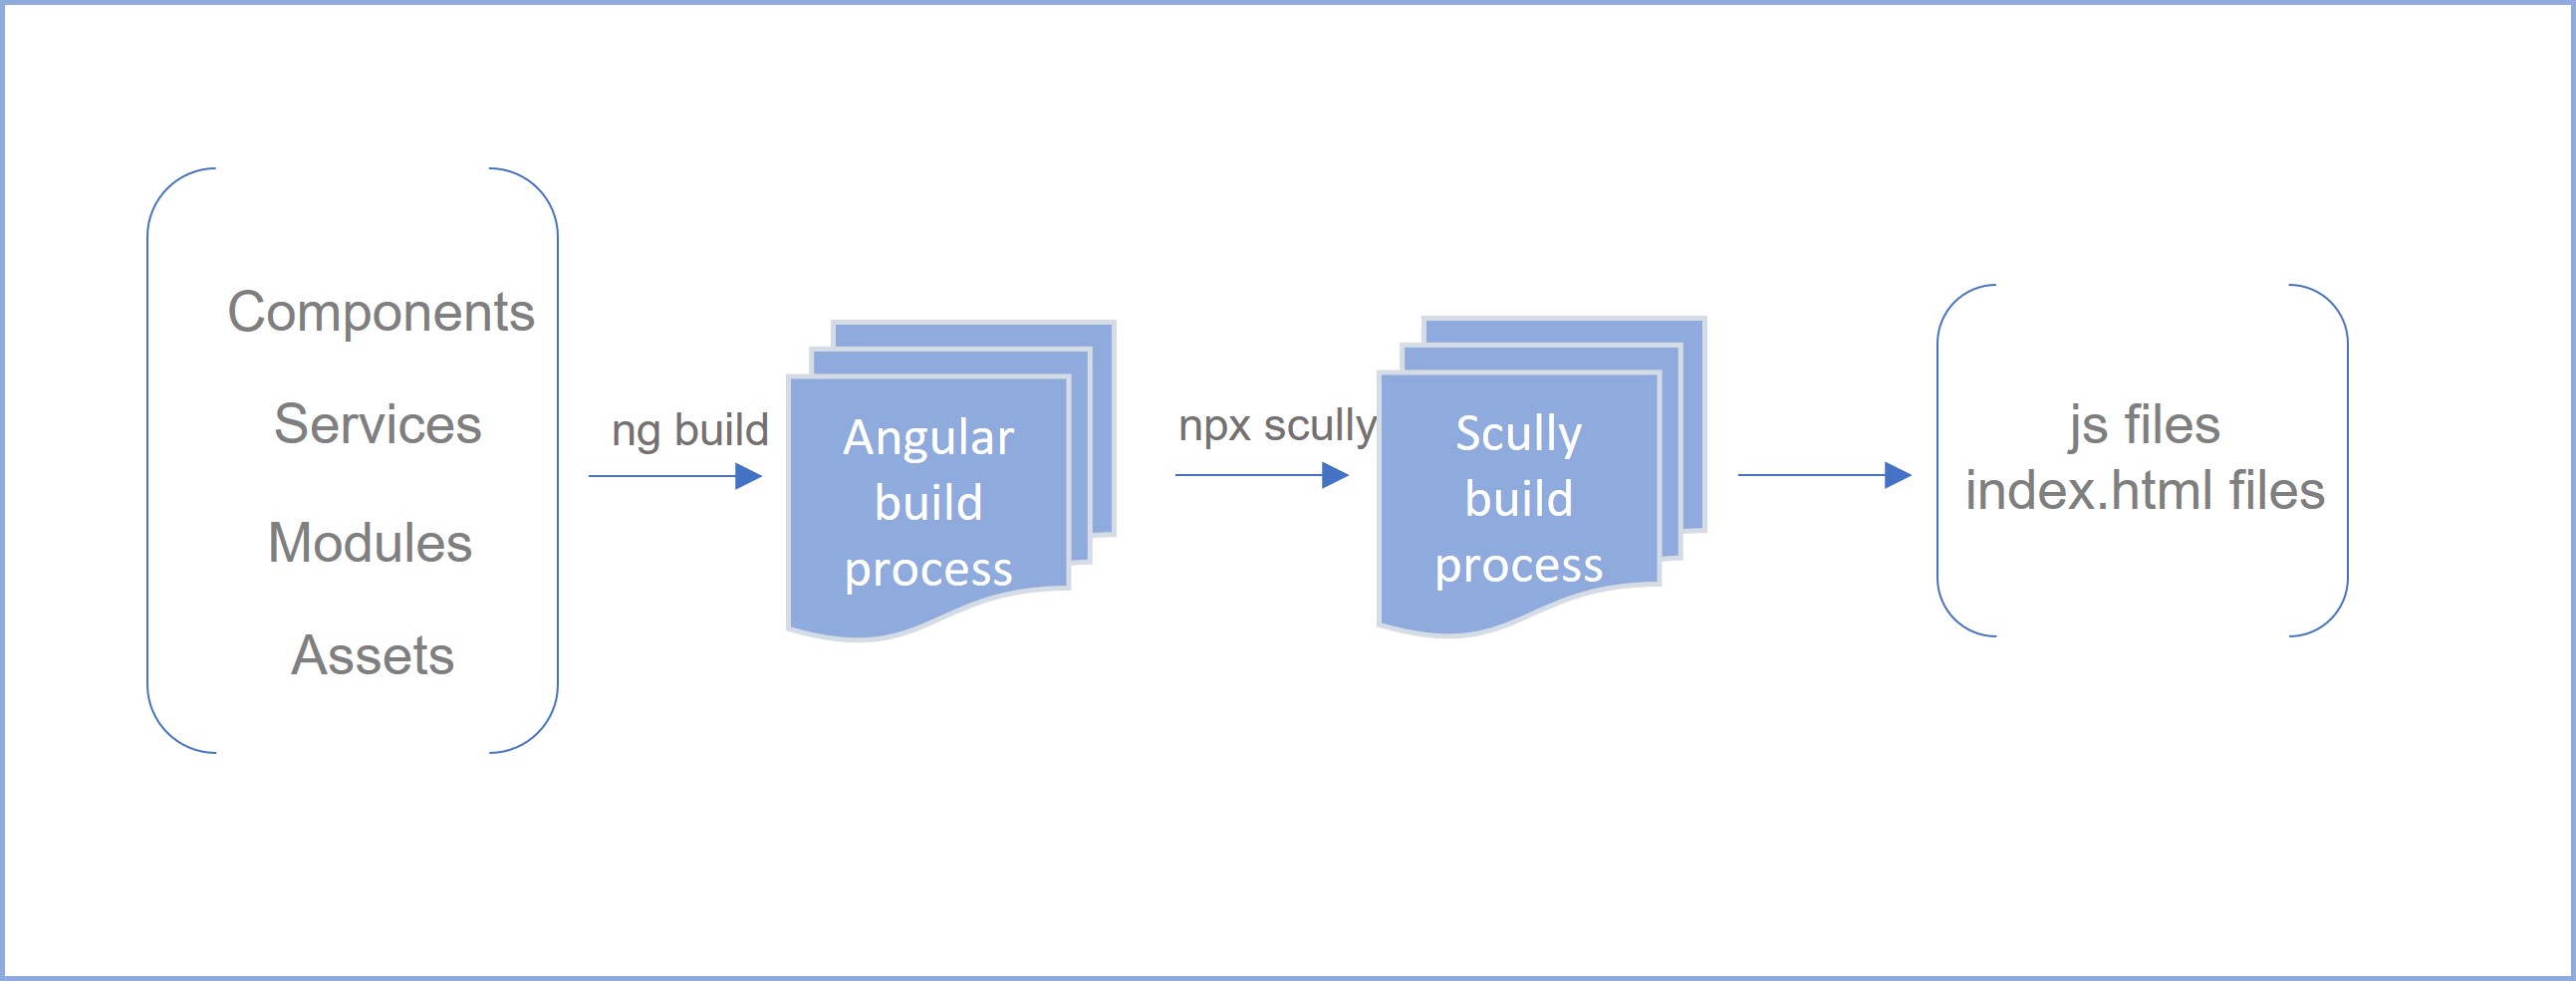 Components
Services
Modules
Assets
ng build
Angular
build
process
npx scully
Scully
build
process
js files
index.html files